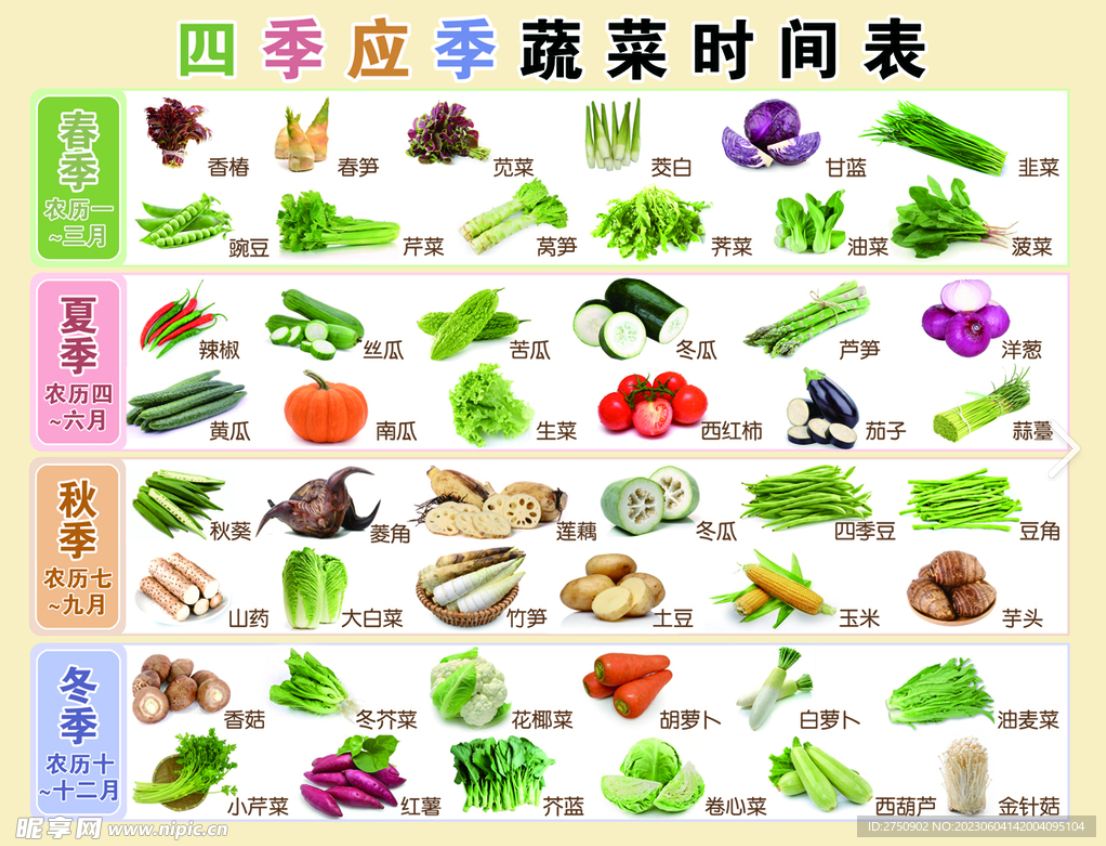 四季应季蔬菜时间表
春季
农历一
~三月
香椿 春笋 苋菜 茭白 甘蓝 韭菜
豌豆 芹菜 莴笋 荠菜 油菜 菠菜
夏季
农历四
~六月
辣椒 丝瓜 苦瓜 冬瓜 芦笋 洋葱
黄瓜 南瓜 生菜 西红柿 茄子 蒜薹
秋季
农历七
~九月
秋葵 菱角 莲藕 冬瓜 四季豆 豆角
山药 大白菜 竹笋 土豆 玉米 芋头
冬季
农历十
~十二月
香菇 冬芥菜 花椰菜 胡萝卜 白萝卜 油麦菜
小芹菜 红薯 芥蓝 卷心菜 西葫芦 金针菇
昵享网 www.nipic.cn
ID:2750902 NO:20230604142004095104